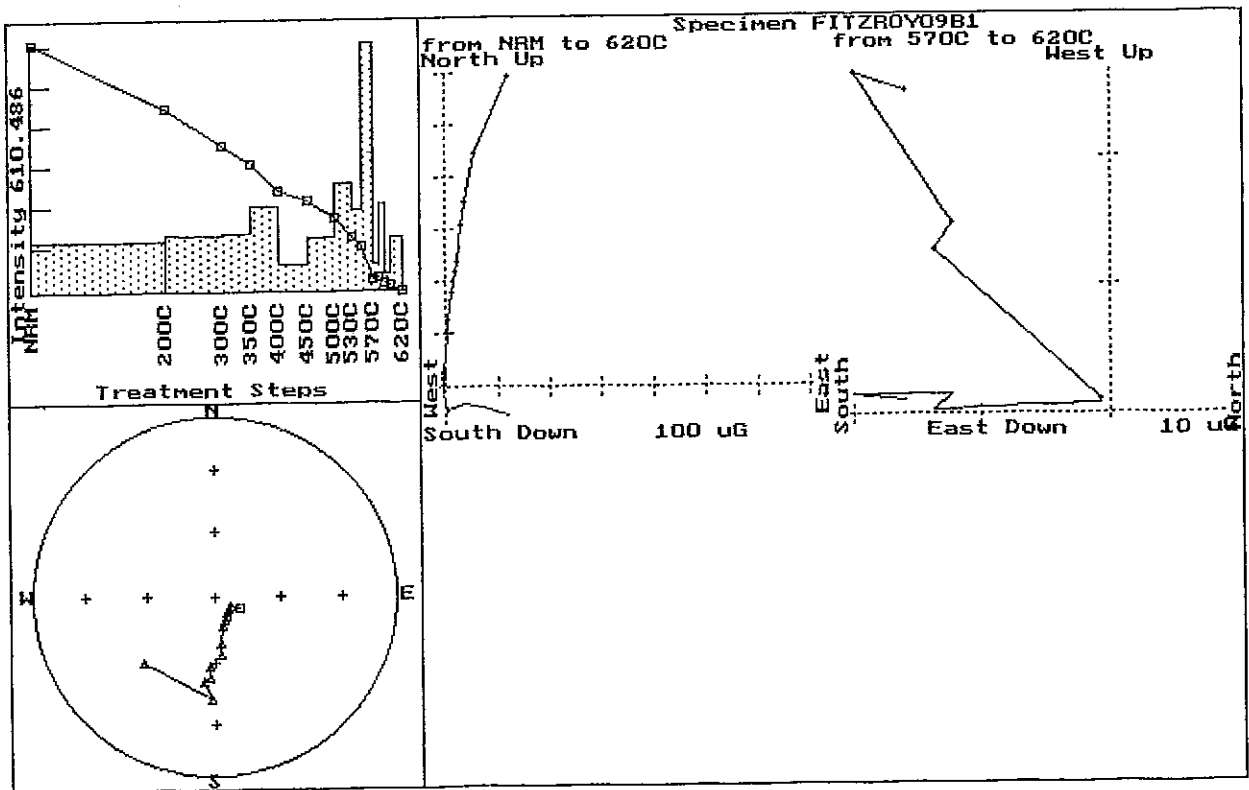 Specimen FITZROY09B1
from NRM to 620C
from 570C to 620C
North Up
West Up
Intensity 610.486
NRM
200C
300C
350C
400C
450C
500C
530C
570C
620C
Treatment Steps
West
East
South
North
South Down
100 uG
East Down
10 uG
N
W
E
S